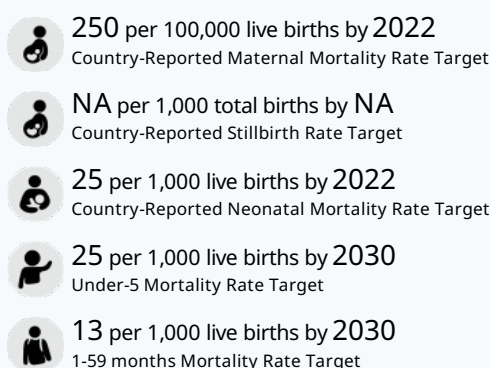 250 per 100,000 live births by 2022
Country-Reported Maternal Mortality Rate Target
NA per 1,000 total births by NA
Country-Reported Stillbirth Rate Target
25 per 1,000 live births by 2022
Country-Reported Neonatal Mortality Rate Target
25 per 1,000 live births by 2030
Under-5 Mortality Rate Target
13 per 1,000 live births by 2030
1-59 months Mortality Rate Target